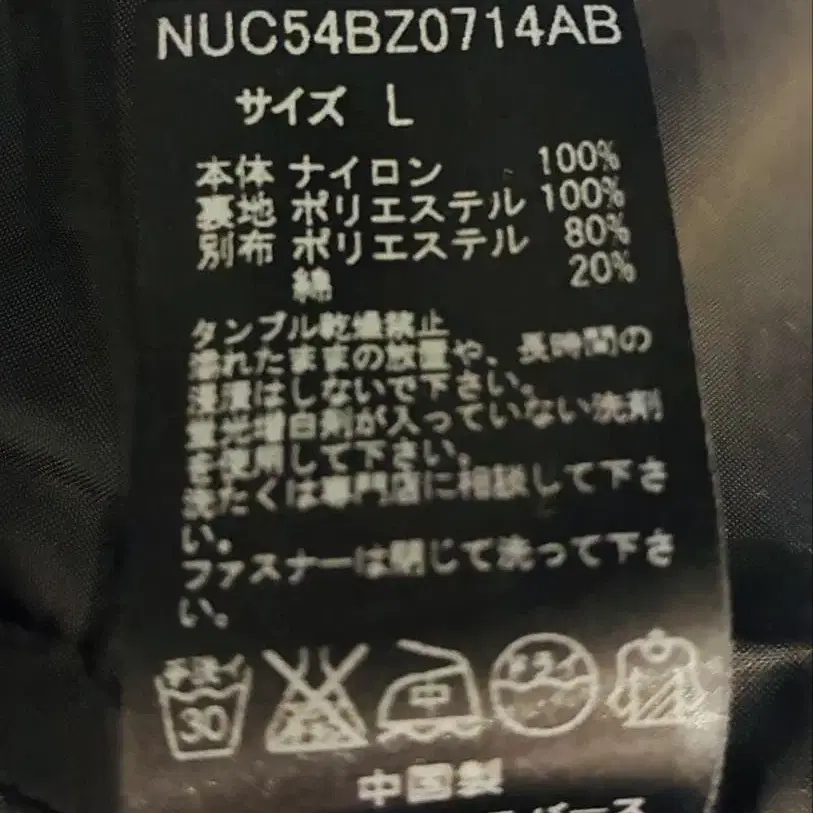 NUC54BZ0714AB
サイズ L
本体 ナイロン 100%
裏地 ポリエステル 100%
別布 ポリエステル 80%
綿 20%
タンブル乾燥禁止
濡れたままの放置や、長時間の
浸漬はしないで下さい。
蛍光増白剤が入っていない洗剤
を使用して下さい。
洗たくは専門店に相談して下さ
い。
ファスナーは閉じて洗って下さ
い。
手洗イ
30
中
ドライ
中国製